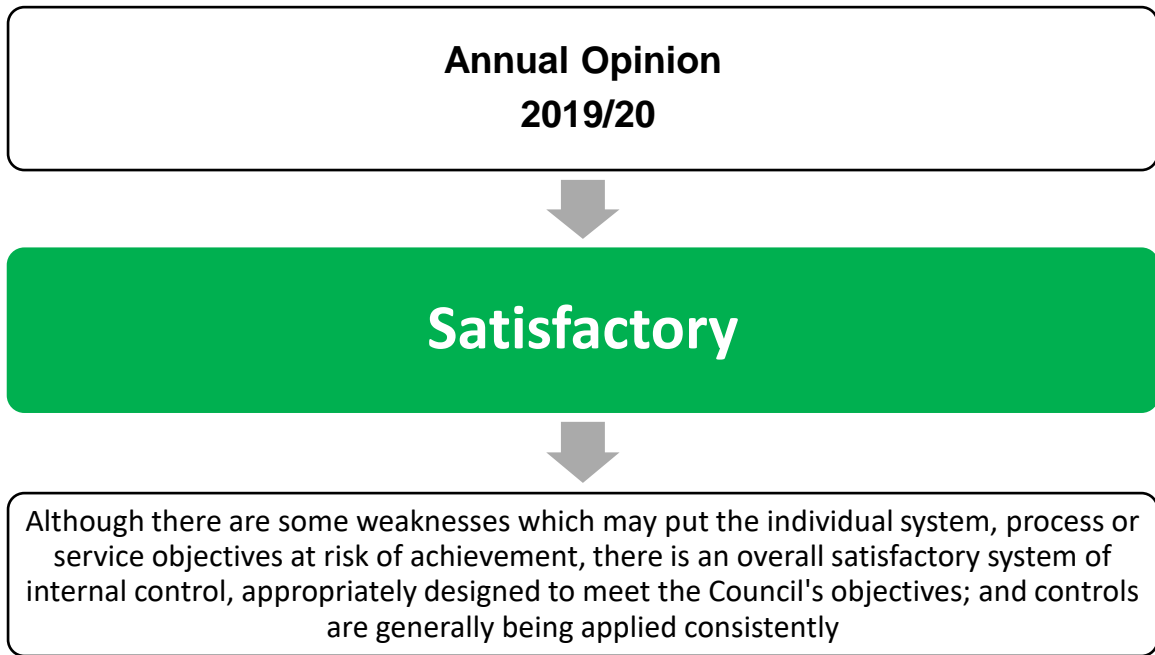 Annual Opinion
2019/20
Satisfactory
Although there are some weaknesses which may put the individual system, process or
service objectives at risk of achievement, there is an overall satisfactory system of
internal control, appropriately designed to meet the Council's objectives; and controls
are generally being applied consistently